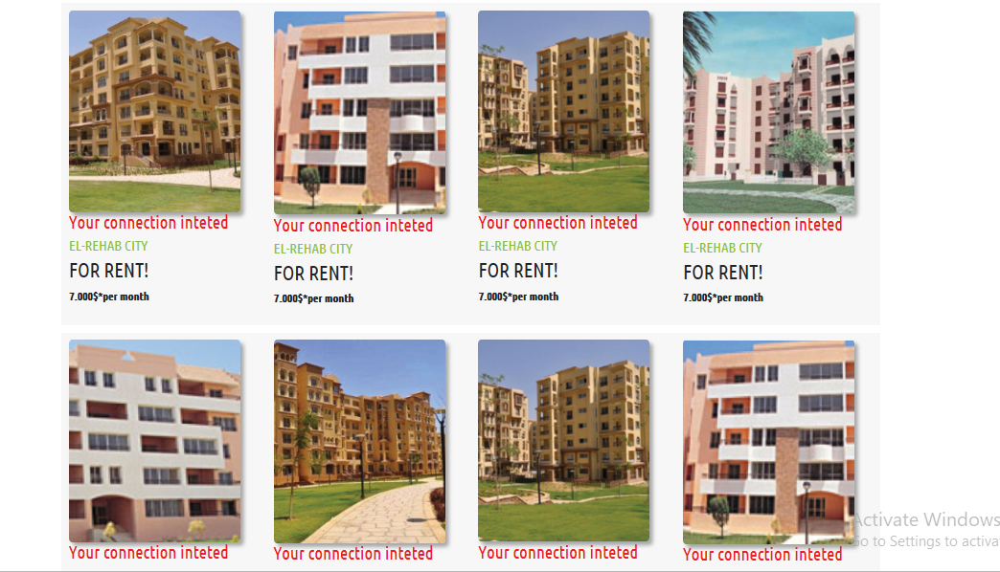 Your connection inteted
EL-REHAB CITY
FOR RENT!
7.000$*per month
Your connection inteted
EL-REHAB CITY
FOR RENT!
7.000$*per month
Your connection inteted
EL-REHAB CITY
FOR RENT!
7.000$*per month
Your connection inteted
EL-REHAB CITY
FOR RENT!
7.000$*per month
Your connection inteted
Your connection inteted
Your connection inteted
Your connection inteted
Activate Windows
Go to Settings to activa